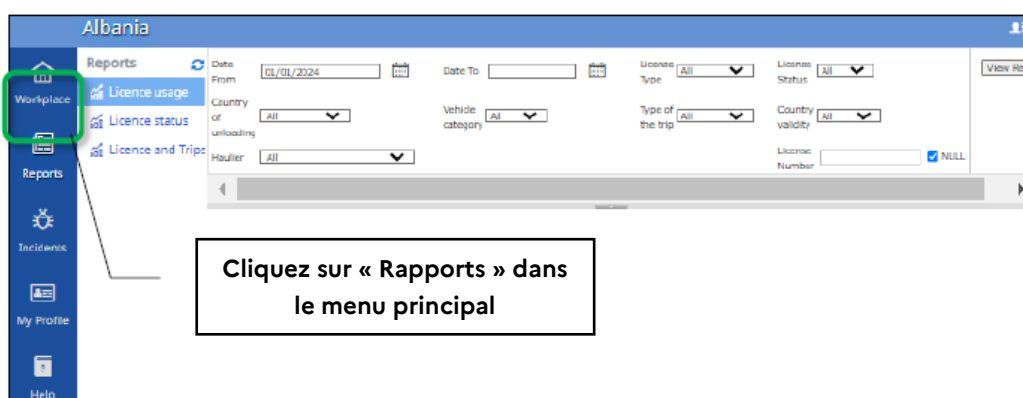 Albania
Workplace
Reports
Incidents
My Profile
Help
Reports
Licence usage
Licence status
Licence and Trips
Date From 01/01/2024
Date To
License Type All
License Status All
Country of unloading All
Vehicle category All
Type of the trip All
Country validity All
Haulier All
License Number
NULL
View Re
Cliquez sur « Rapports » dans
le menu principal